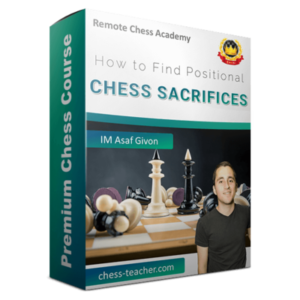 Remote Chess Academy
How to Find Positional
CHESS SACRIFICES
IM Asaf Givon
chess-teacher.com
Premium Chess Course